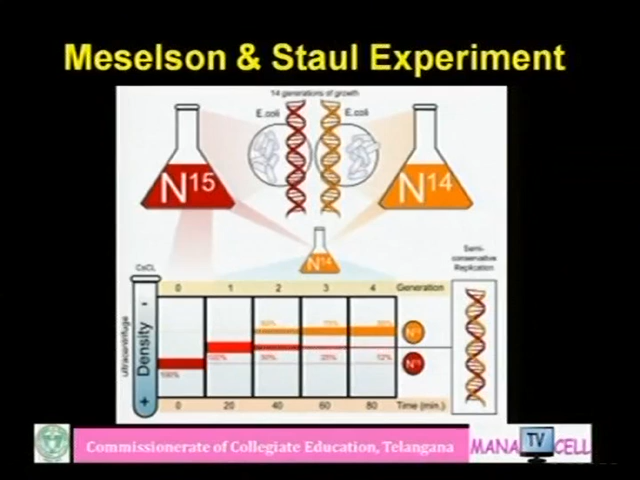 Meselson & Staul Experiment
14 generations of growth
E.coli
E.coli
N15
N14
N14
Semi-
conservative
Replication
CsCL
0 1 2 3 4 Generation
ultracentrifuge
- Density +
50% 75%
N14
100% 100% 50% 25% 12%
N15
0 20 40 60 80 Time (min.)
Commissionerate of Collegiate Education, Telangana
MANA TV CELL